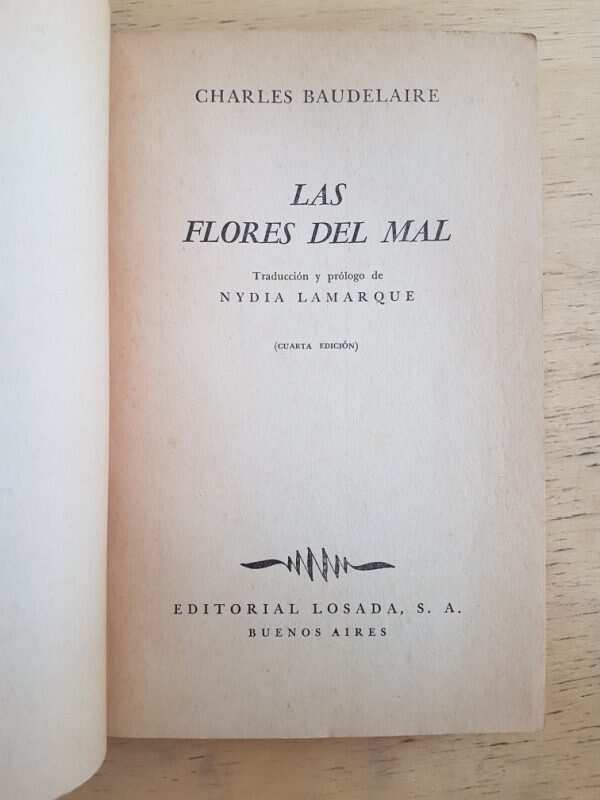 CHARLES BAUDELAIRE
LAS
FLORES DEL MAL
Traducción y prólogo de
NYDIA LAMARQUE
(CUARTA EDICIÓN)
EDITORIAL LOSADA, S. A.
BUENOS AIRES